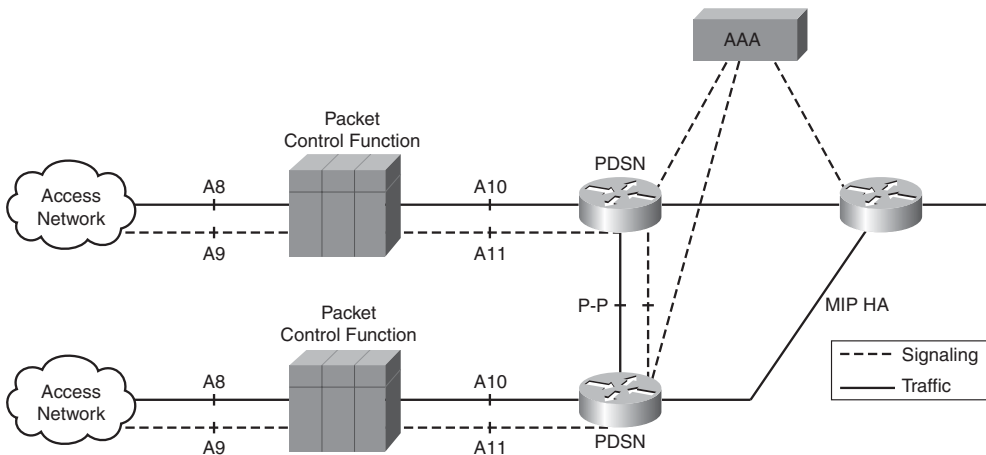 AAA
Packet
Control Function
PDSN
Access
Network
A8
A9
A10
A11
P-P
MIP HA
Packet
Control Function
Access
Network
A8
A9
A10
A11
PDSN
Signaling
Traffic